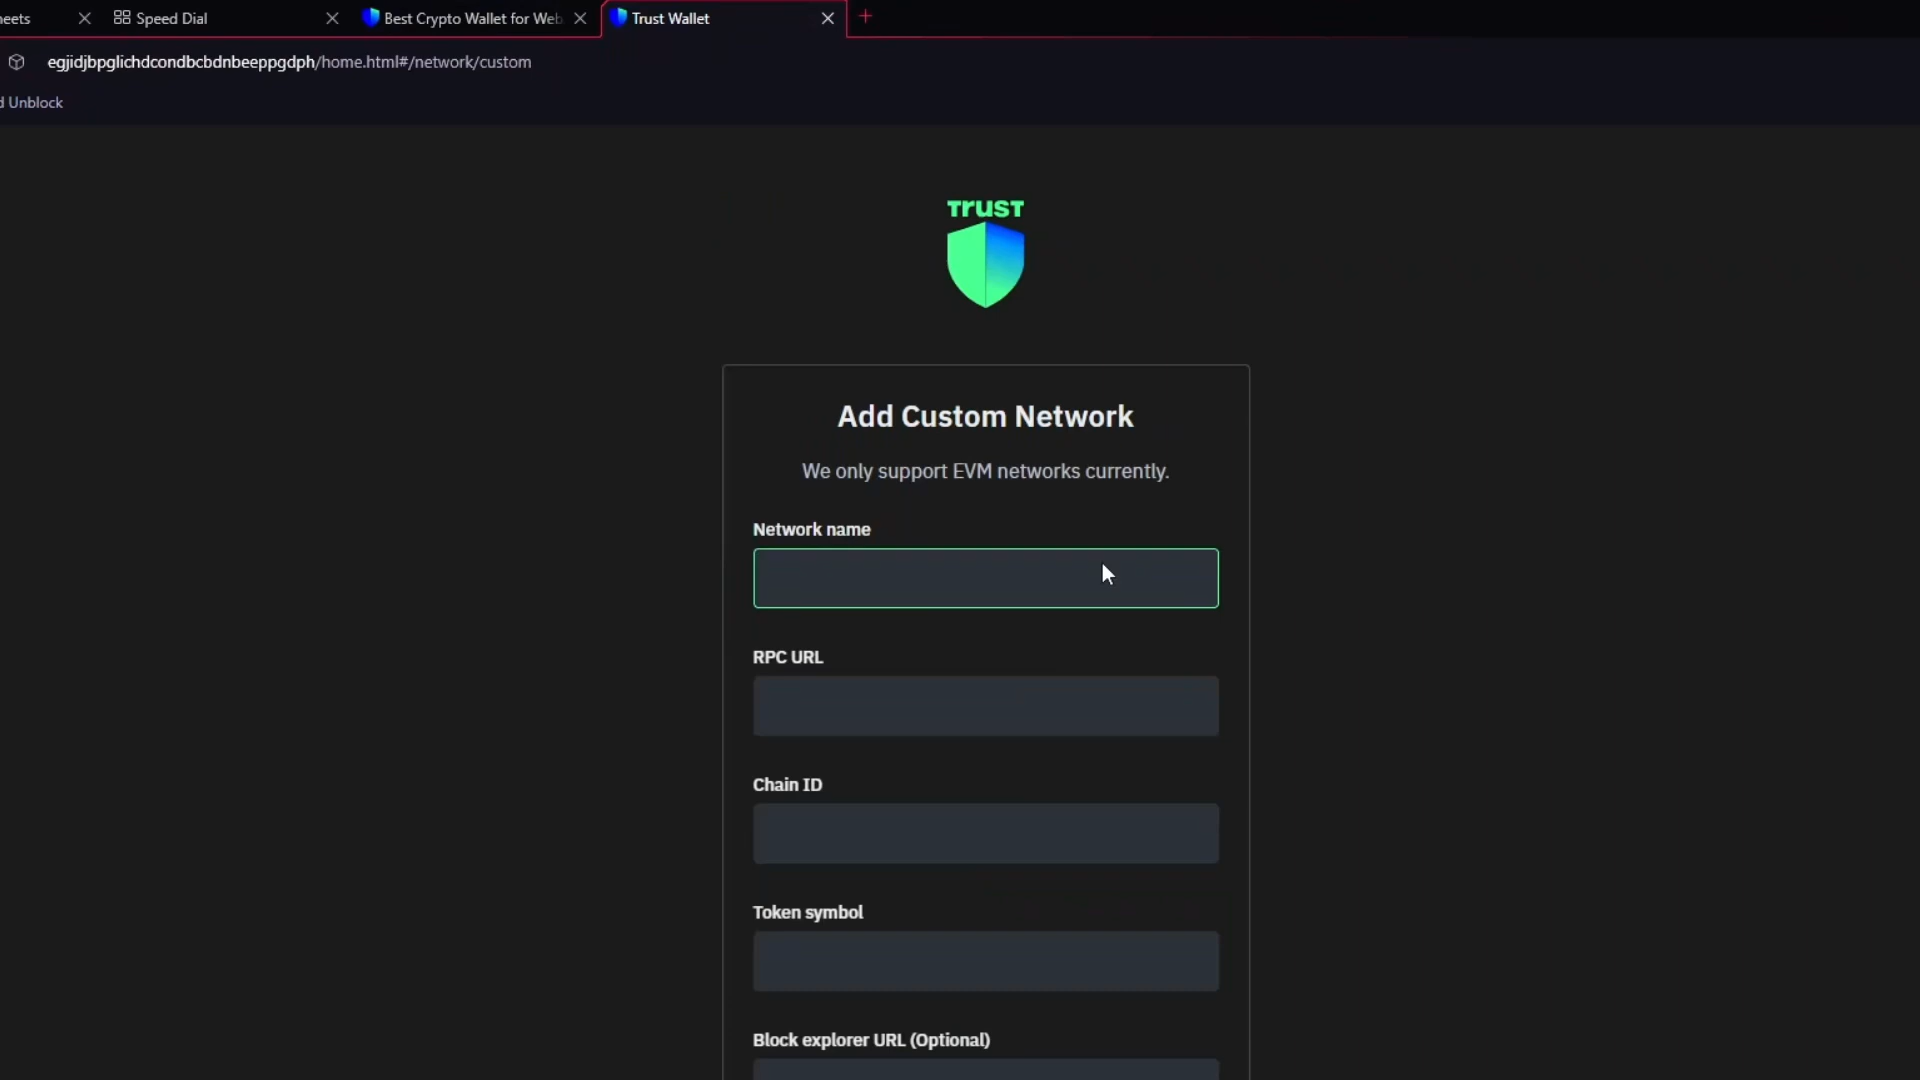 neets
Speed Dial
Best Crypto Wallet for Web
Trust Wallet
egjidjbpglichdcondbcbdnbeeppgdph/home.html#/network/custom
d Unblock
TRUST
Add Custom Network
We only support EVM networks currently.
Network name
RPC URL
Chain ID
Token symbol
Block explorer URL (Optional)